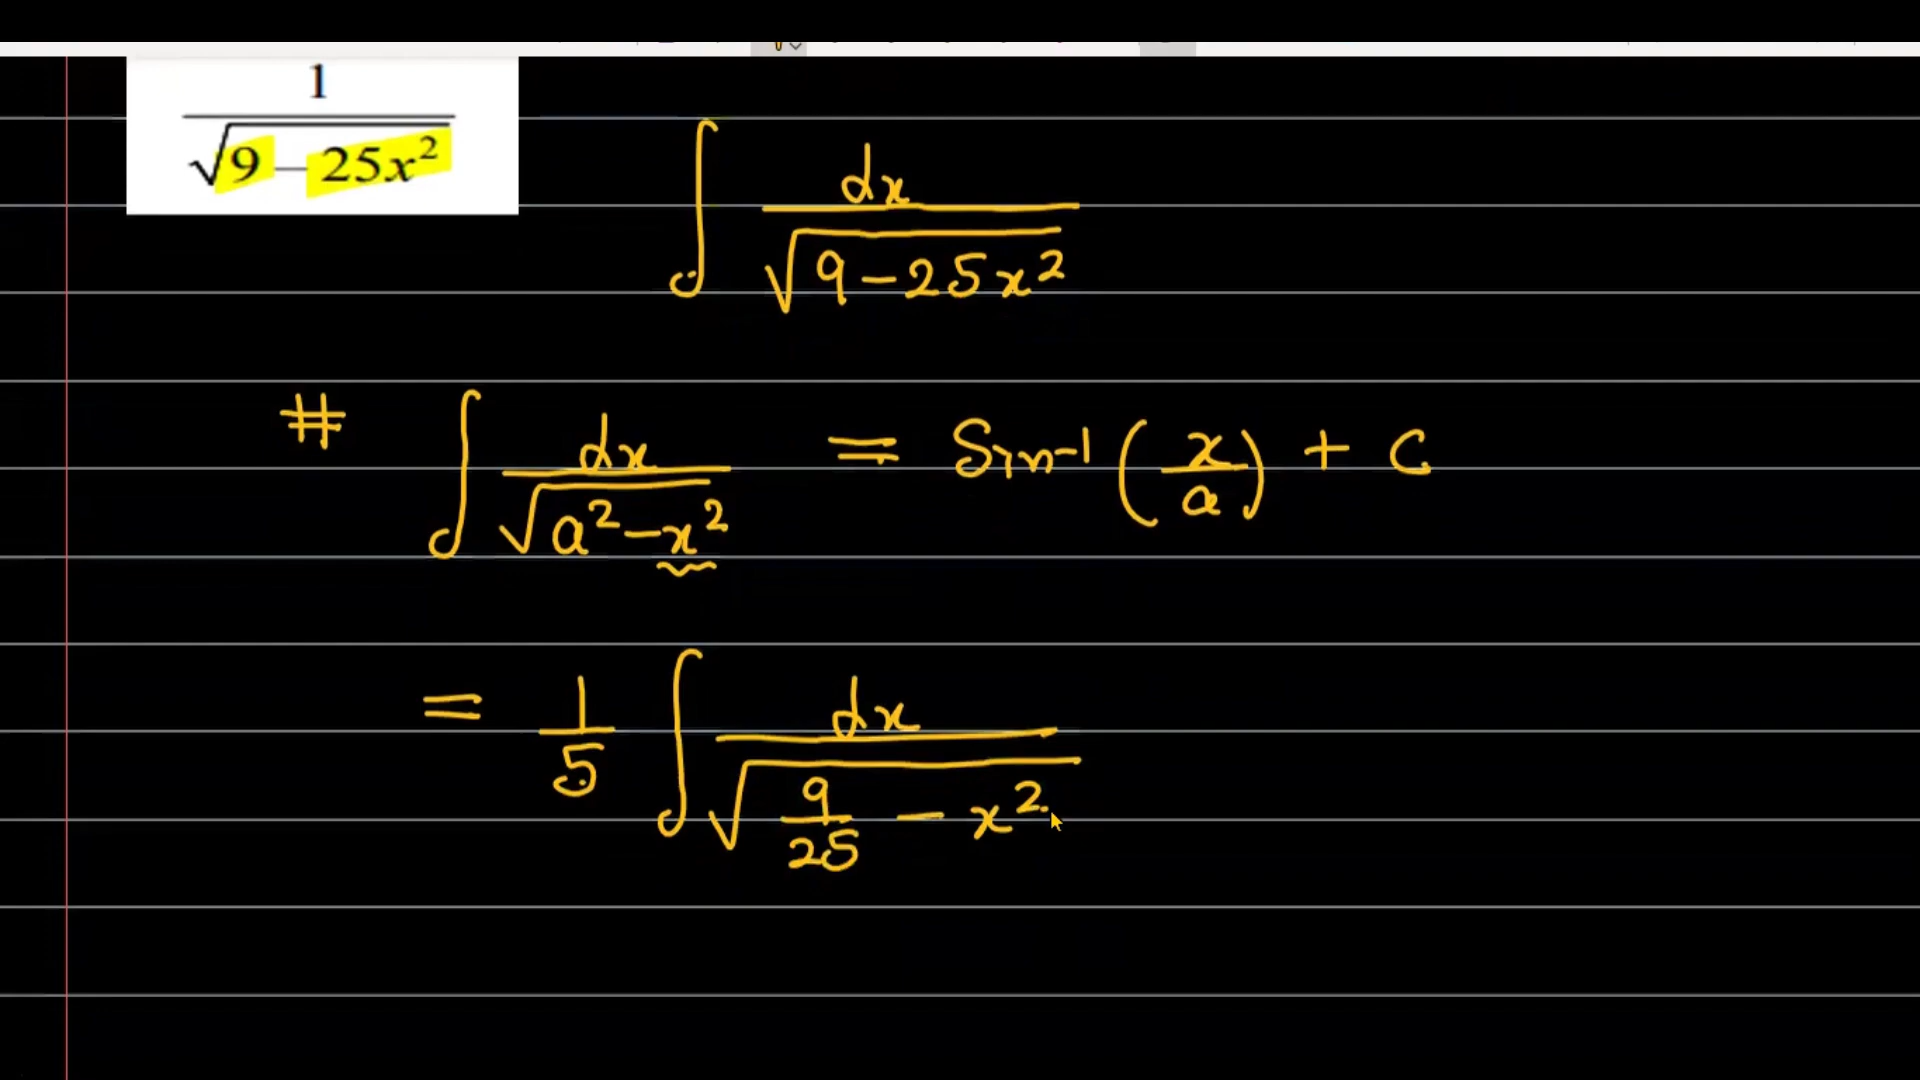 1
√9 − 25x²
∫ dx
√9 − 25x²
# ∫ dx / √a² − x² = Sin⁻¹ (x/a) + C
= 1/5 ∫ dx / √9/25 − x²